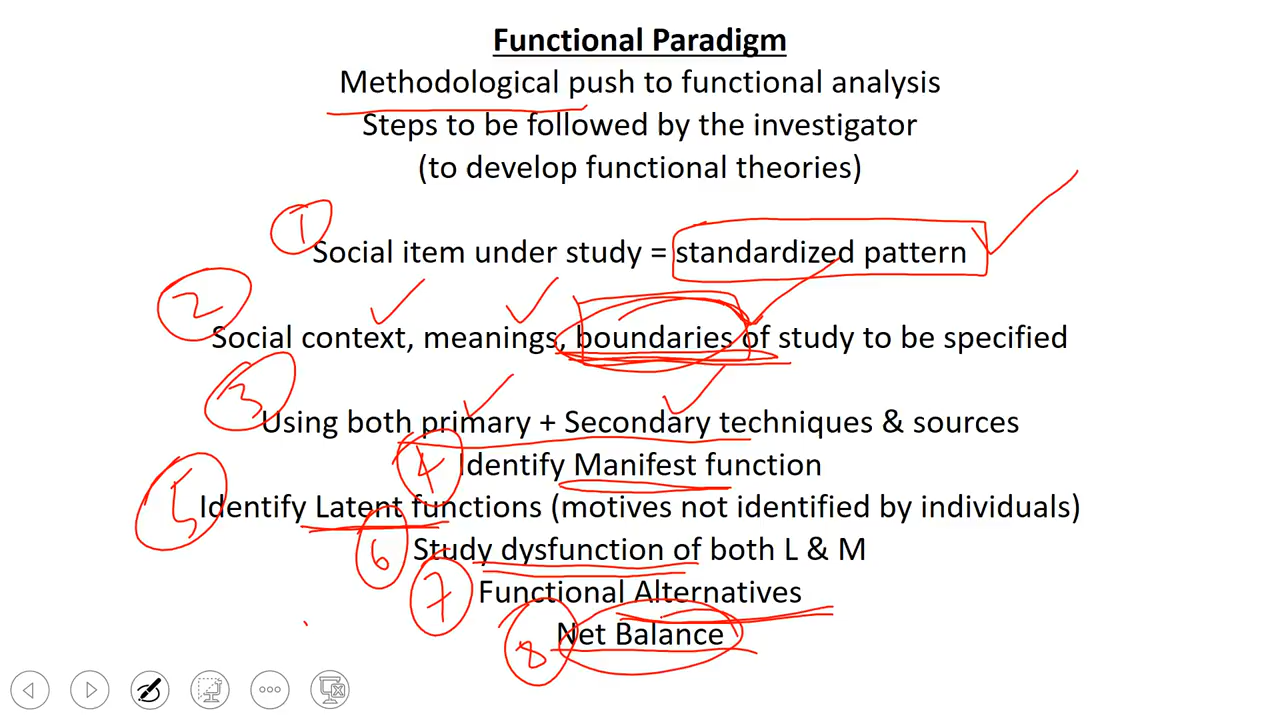 Functional Paradigm
Methodological push to functional analysis
Steps to be followed by the investigator
(to develop functional theories)
1 Social item under study = standardized pattern
2 Social context, meanings, boundaries of study to be specified
3 Using both primary + Secondary techniques & sources
4 Identify Manifest function
5 Identify Latent functions (motives not identified by individuals)
6 Study dysfunction of both L & M
7 Functional Alternatives
8 Net Balance